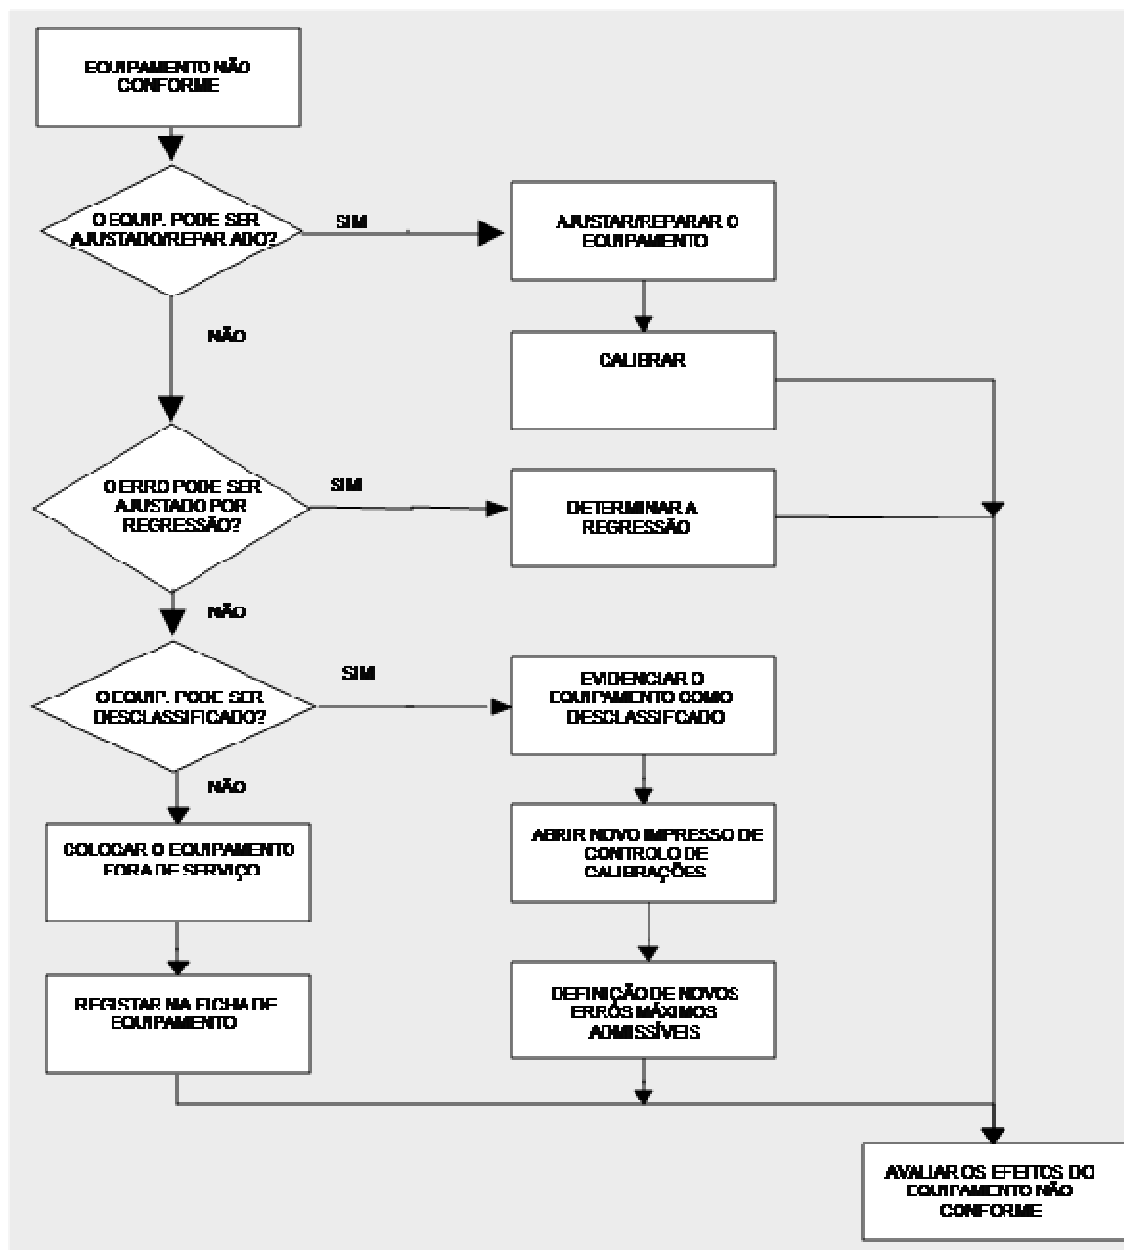 EQUIPAMENTO NÃO
CONFORME
O EQUIP. PODE SER
AJUSTADO/REPARADO?
SIM
AJUSTAR/REPARAR O
EQUIPAMENTO
NÃO
CALIBRAR
O ERRO PODE SER
AJUSTADO POR
REGRESSÃO?
SIM
DETERMINAR A
REGRESSÃO
NÃO
O EQUIP. PODE SER
DESCLASSIFICADO?
SIM
EVIDENCIAR O
EQUIPAMENTO COMO
DESCLASSIFCADO
NÃO
COLOCAR O EQUIPAMENTO
FORA DE SERVIÇO
ABRIR NOVO IMPRESSO DE
CONTROLO DE
CALIBRAÇÕES
REGISTAR NA FICHA DE
EQUIPAMENTO
DEFINIÇÃO DE NOVOS
ERROS MÁXIMOS
ADMISSÍVEIS
AVALIAR OS EFEITOS DO
EQUIPAMENTO NÃO
CONFORME